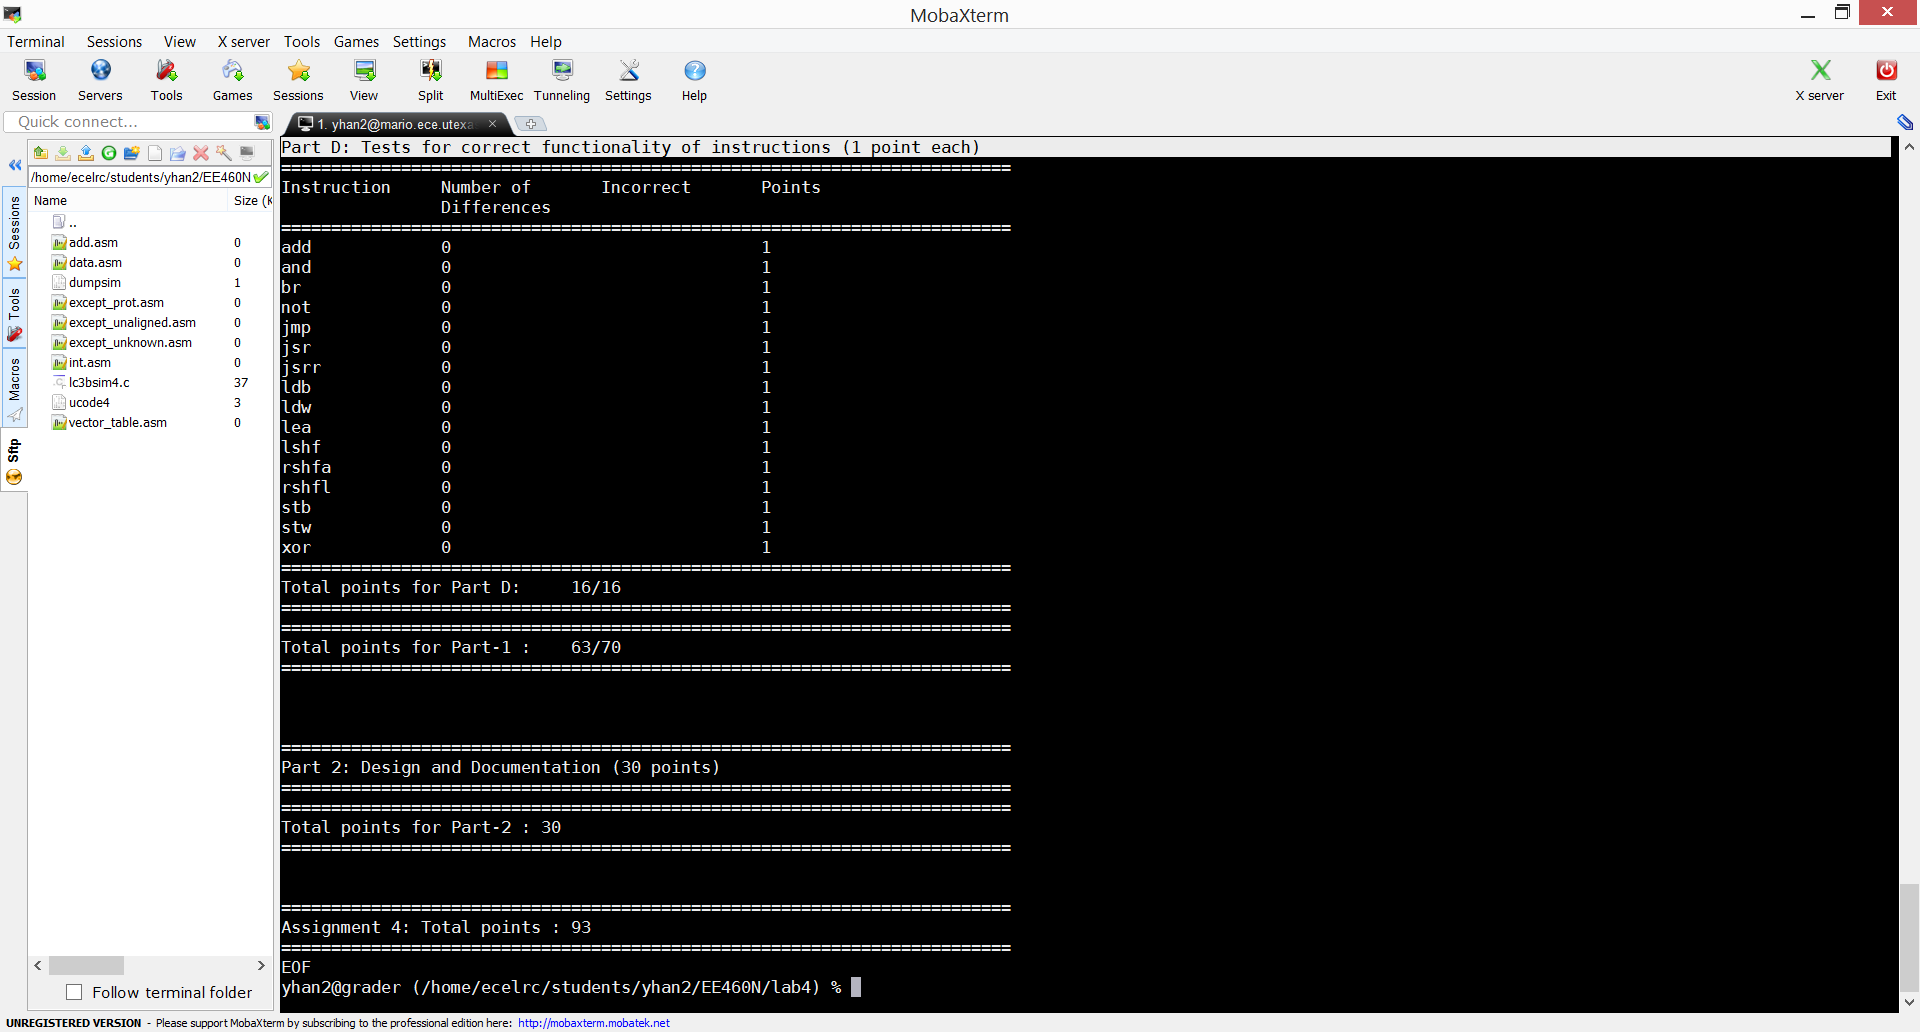 MobaXterm
Terminal Sessions View X server Tools Games Settings Macros Help
Session Servers Tools Games Sessions View Split MultiExec Tunneling Settings Help X server Exit
Quick connect...
1. yhan2@mario.ece.utexa
/home/ecelrc/students/yhan2/EE460N
Name Size (K
..
add.asm 0
data.asm 0
dumpsim 1
except_prot.asm 0
except_unaligned.asm 0
except_unknown.asm 0
int.asm 0
lc3bsim4.c 37
ucode4 3
vector_table.asm 0
Sessions
Tools
Macros
Sftp
Follow terminal folder
Part D: Tests for correct functionality of instructions (1 point each)
=========================================================================
Instruction Number of Incorrect Points
Differences
=========================================================================
add 0 1
and 0 1
br 0 1
not 0 1
jmp 0 1
jsr 0 1
jsrr 0 1
ldb 0 1
ldw 0 1
lea 0 1
lshf 0 1
rshfa 0 1
rshfl 0 1
stb 0 1
stw 0 1
xor 0 1
=========================================================================
Total points for Part D: 16/16
=========================================================================
=========================================================================
Total points for Part-1 : 63/70
=========================================================================
=========================================================================
Part 2: Design and Documentation (30 points)
=========================================================================
=========================================================================
Total points for Part-2 : 30
=========================================================================
=========================================================================
Assignment 4: Total points : 93
=========================================================================
EOF
yhan2@grader (/home/ecelrc/students/yhan2/EE460N/lab4) %
UNREGISTERED VERSION - Please support MobaXterm by subscribing to the professional edition here: http://mobaxterm.mobatek.net